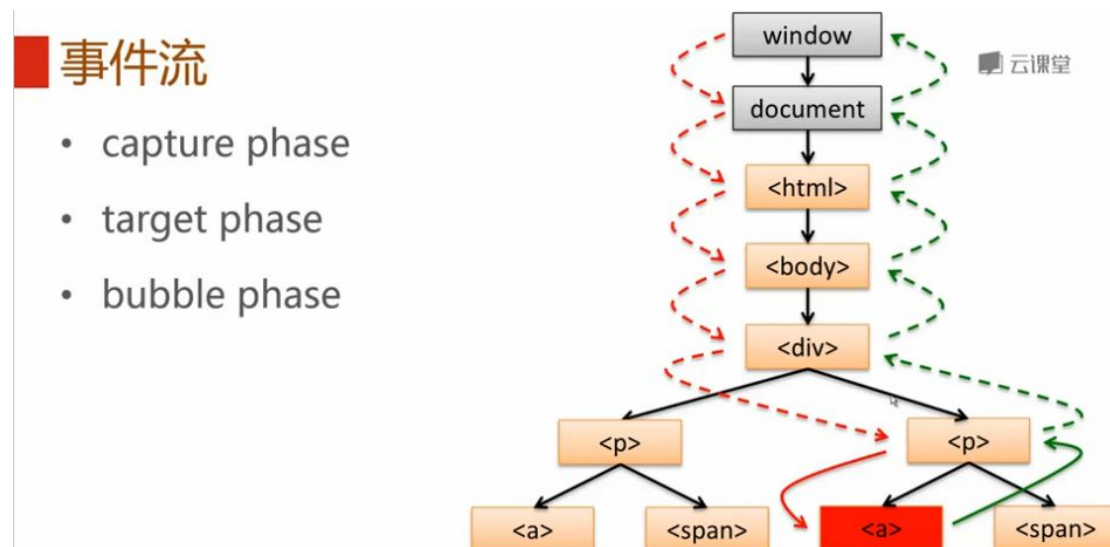 事件流
云课堂
• capture phase
• target phase
• bubble phase
window
document
<html>
<body>
<div>
<p>
<p>
<a>
<span>
<a>
<span>